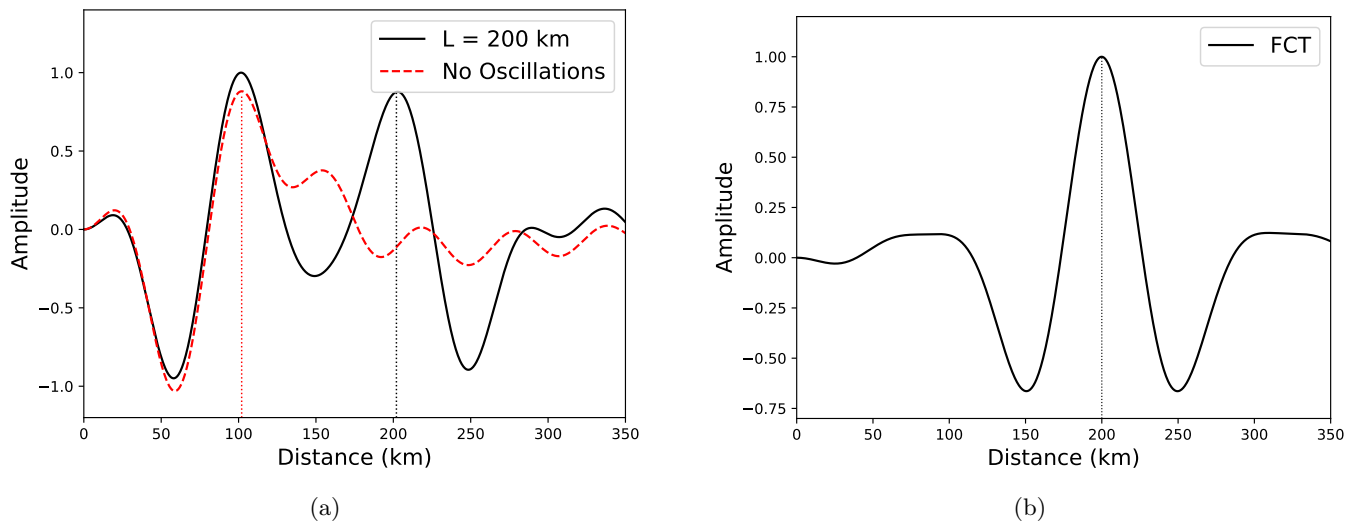 L = 200 km
No Oscillations
1.0
0.5
0.0
−0.5
−1.0
Amplitude
0 50 100 150 200 250 300 350
Distance (km)
(a)
FCT
1.00
0.75
0.50
0.25
0.00
−0.25
−0.50
−0.75
Amplitude
0 50 100 150 200 250 300 350
Distance (km)
(b)